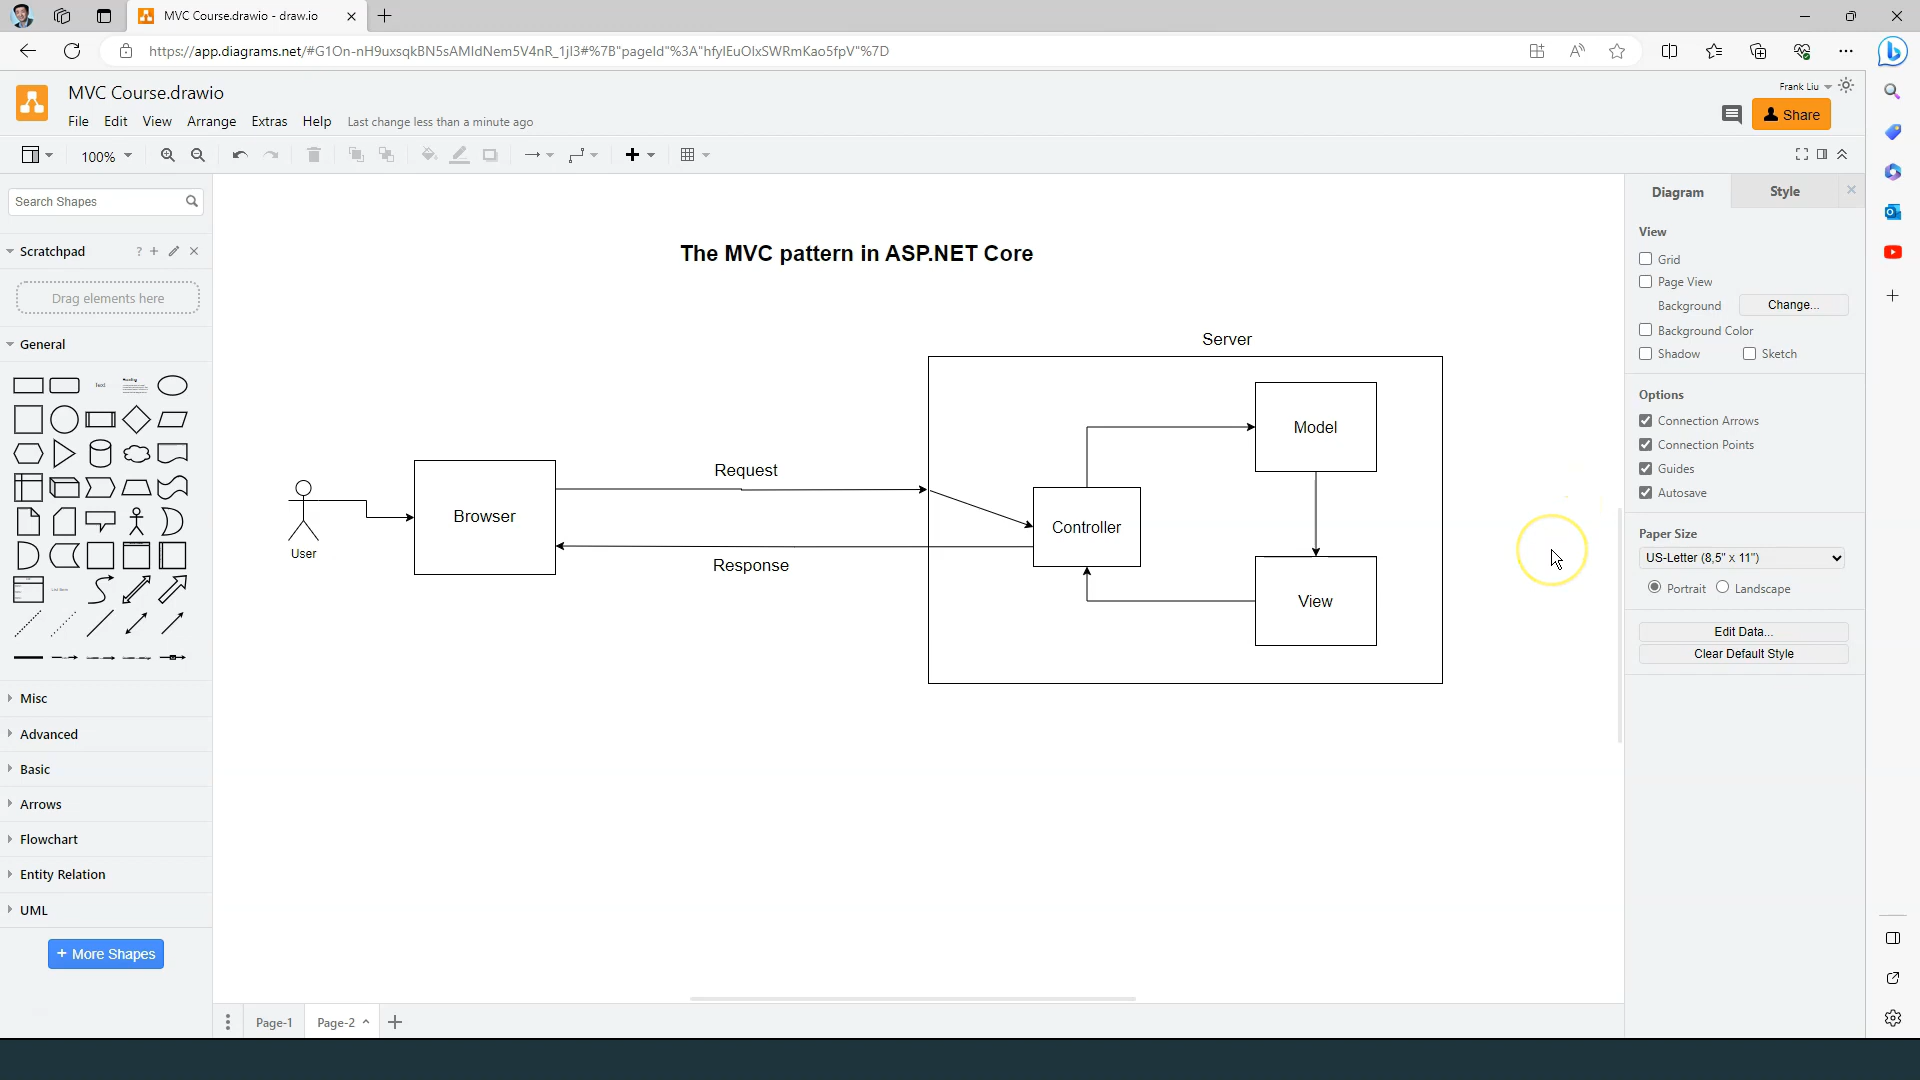 MVC Course.drawio - draw.io
https://app.diagrams.net/#G1On-nH9uxsqkBN5sAMIdNem5V4nR_1jI3#%7B"pageId"%3A"hfyIEuOIxSWRmKao5fpV"%7D
MVC Course.drawio
Frank Liu
File Edit View Arrange Extras Help Last change less than a minute ago
Share
100%
Search Shapes
Scratchpad
?
Drag elements here
General
Text
Heading
Misc
Advanced
Basic
Arrows
Flowchart
Entity Relation
UML
+ More Shapes
The MVC pattern in ASP.NET Core
Server
Model
Request
Browser
Controller
User
Response
View
Page-1 Page-2
Diagram Style
View
Grid
Page View
Background Change...
Background Color
Shadow Sketch
Options
Connection Arrows
Connection Points
Guides
Autosave
Paper Size
US-Letter (8,5" x 11")
Portrait Landscape
Edit Data...
Clear Default Style